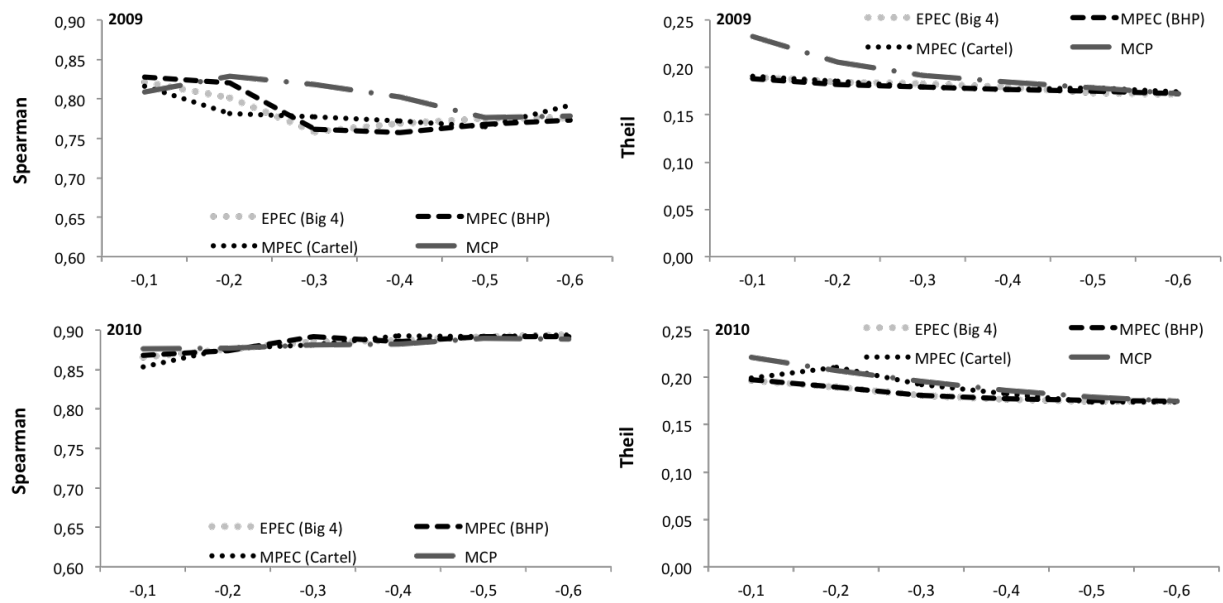 2009
0,90
0,85
0,80
0,75
0,70
0,65
0,60
Spearman
EPEC (Big 4)
MPEC (BHP)
MPEC (Cartel)
MCP
-0,1 -0,2 -0,3 -0,4 -0,5 -0,6
2009
0,25
0,20
0,15
0,10
0,05
0,00
Theil
EPEC (Big 4)
MPEC (BHP)
MPEC (Cartel)
MCP
-0,1 -0,2 -0,3 -0,4 -0,5 -0,6
2010
0,90
0,85
0,80
0,75
0,70
0,65
0,60
Spearman
EPEC (Big 4)
MPEC (BHP)
MPEC (Cartel)
MCP
-0,1 -0,2 -0,3 -0,4 -0,5 -0,6
2010
0,25
0,20
0,15
0,10
0,05
0,00
Theil
EPEC (Big 4)
MPEC (BHP)
MPEC (Cartel)
MCP
-0,1 -0,2 -0,3 -0,4 -0,5 -0,6